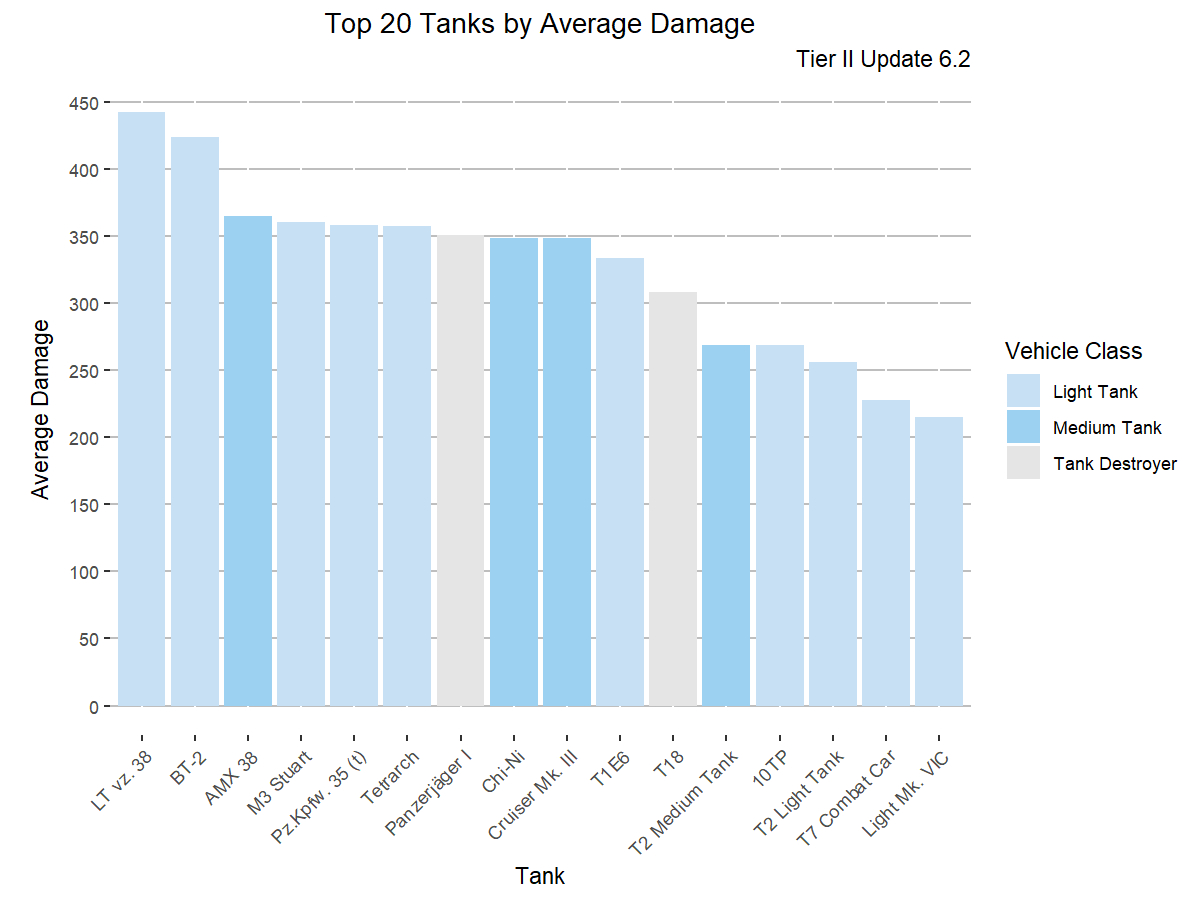 Top 20 Tanks by Average Damage
Tier II Update 6.2
450
400
350
300
250
200
150
100
50
0
Average Damage
LT vz. 38
BT-2
AMX 38
M3 Stuart
Pz.Kpfw. 35 (t)
Tetrarch
Panzerjäger I
Chi-Ni
Cruiser Mk. III
T1E6
T18
T2 Medium Tank
10TP
T2 Light Tank
T7 Combat Car
Light Mk. VIC
Tank
Vehicle Class
Light Tank
Medium Tank
Tank Destroyer